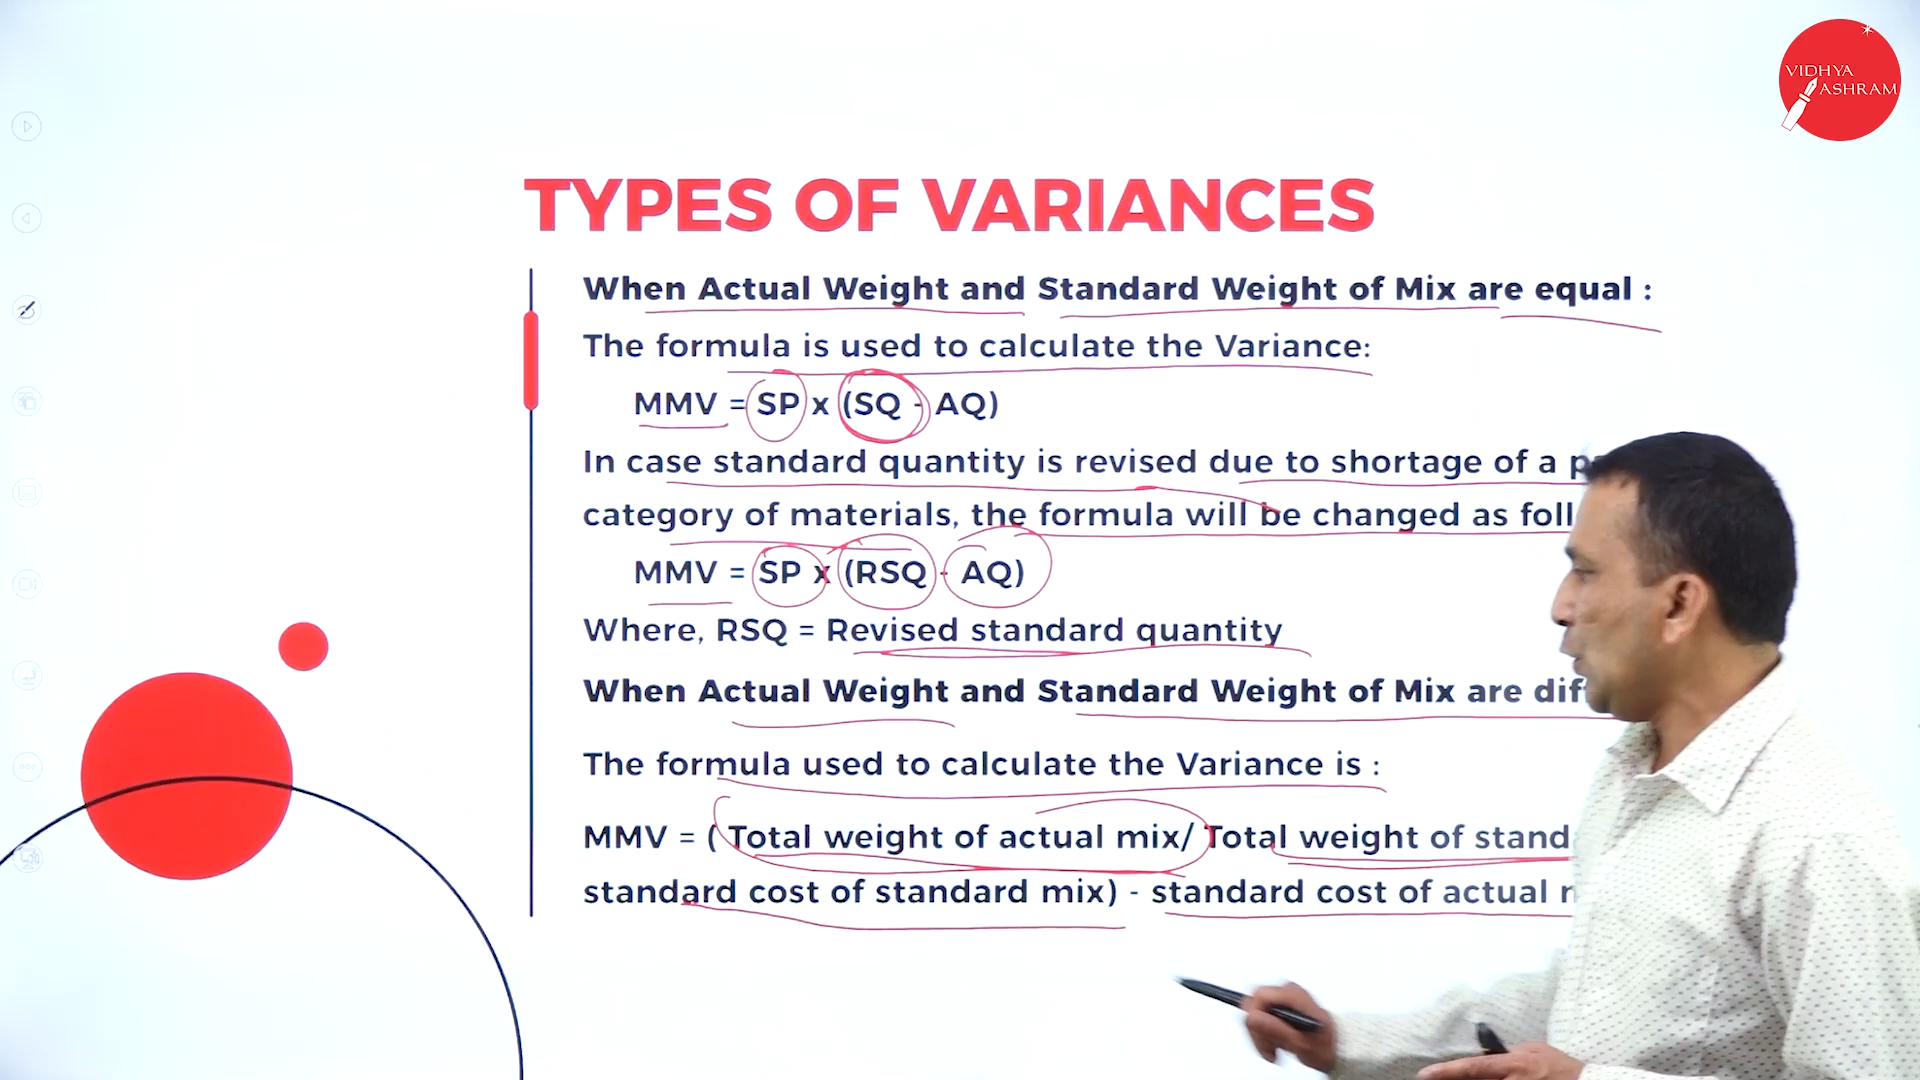 VIDHYA
ASHRAM
TYPES OF VARIANCES
When Actual Weight and Standard Weight of Mix are equal :
The formula is used to calculate the Variance:
MMV = SP x (SQ - AQ)
In case standard quantity is revised due to shortage of a
category of materials, the formula will be changed as
MMV = SP x (RSQ - AQ)
Where, RSQ = Revised standard quantity
When Actual Weight and Standard Weight of Mix are
The formula used to calculate the Variance is :
MMV = ( Total weight of actual mix/ Total weight of
standard cost of standard mix) - standard cost of actual